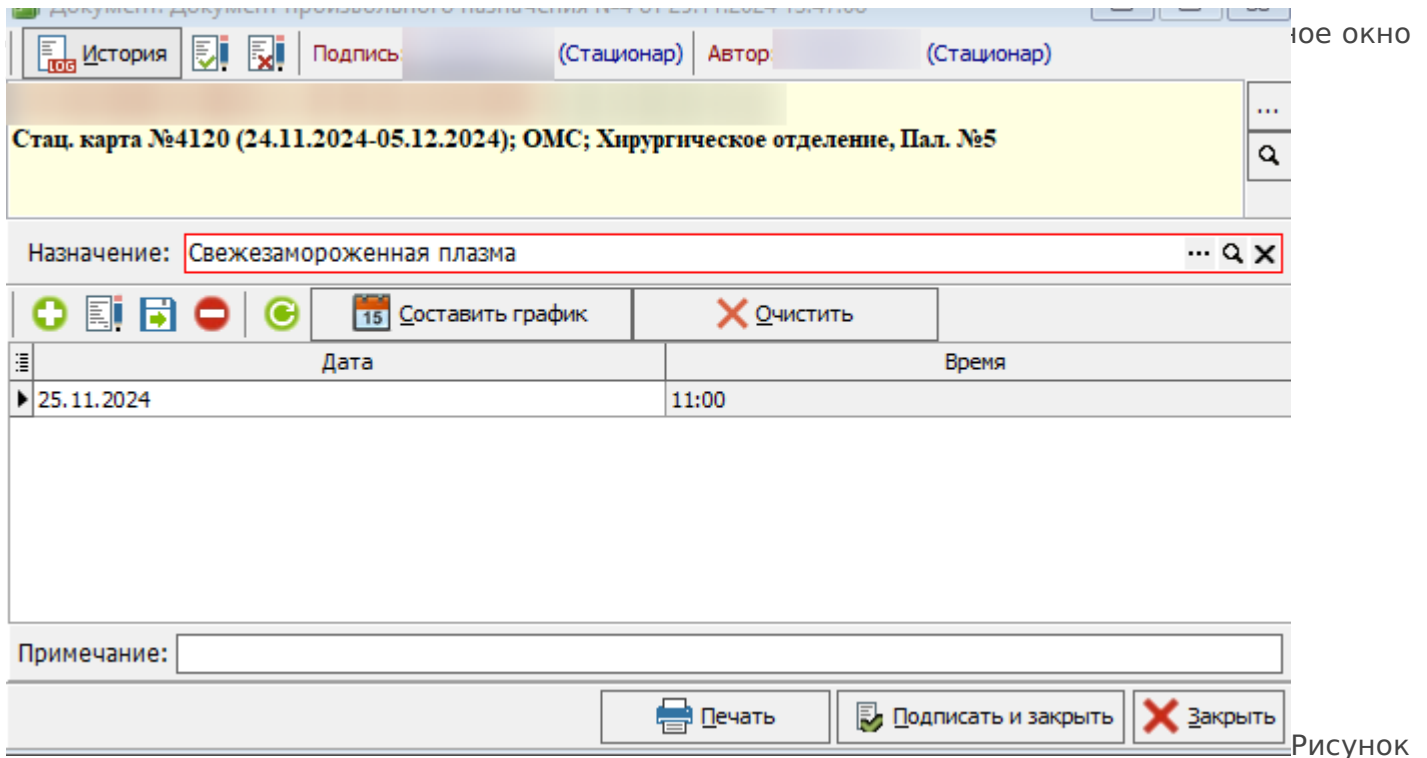 ное окно
История Подпись: (Стационар) Автор: (Стационар)
...
Стац. карта №4120 (24.11.2024-05.12.2024); ОМС; Хирургическое отделение, Пал. №5
Назначение: Свежезамороженная плазма ...
15 Составить график Очистить
Дата Время
25.11.2024 11:00
Примечание:
Печать Подписать и закрыть Закрыть
Рисунок